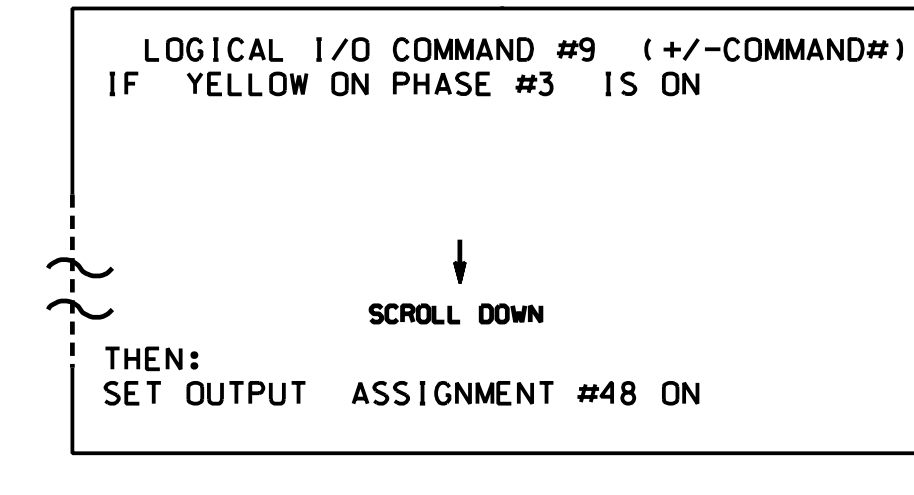 LOGICAL I/O COMMAND #9 (+/-COMMAND#)
IF YELLOW ON PHASE #3 IS ON
SCROLL DOWN
THEN:
SET OUTPUT ASSIGNMENT #48 ON